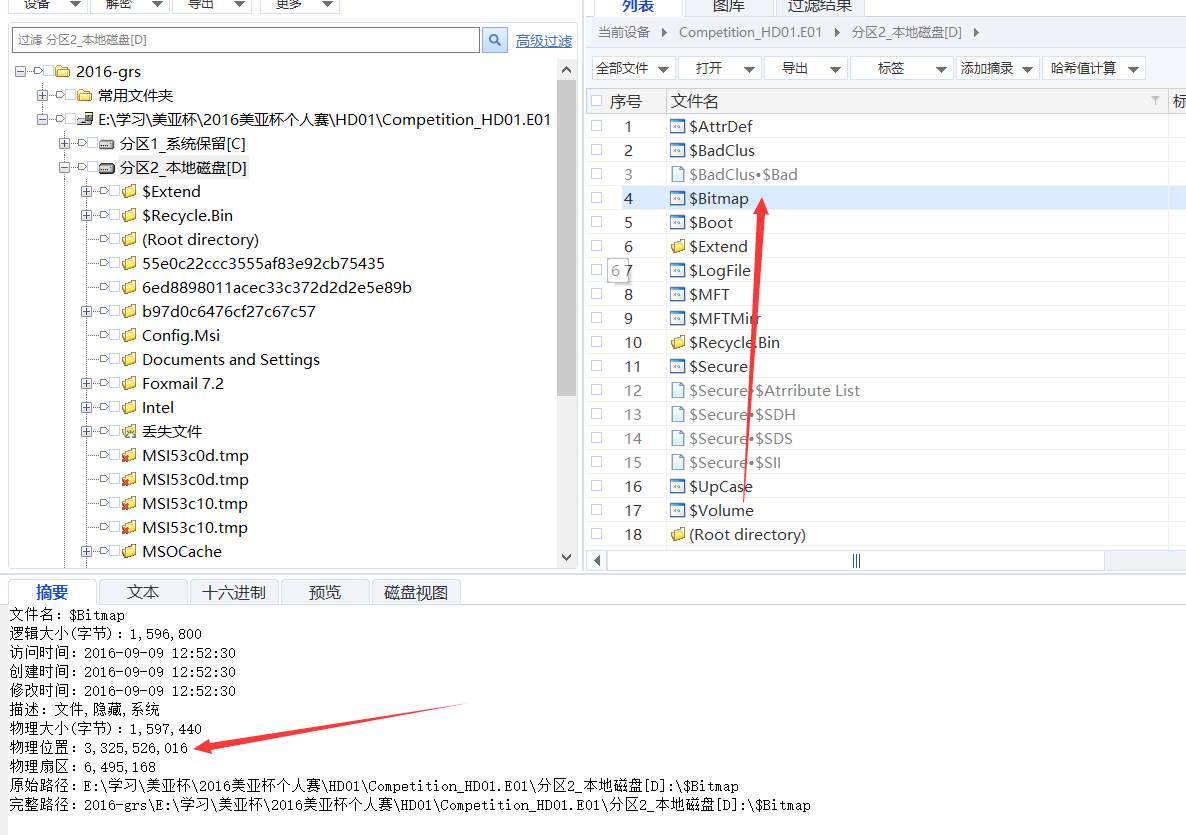 设备 解密 导出 更多
过滤 分区2_本地磁盘[D] 高级过滤
2016-grs
常用文件夹
E:\学习\美亚杯\2016美亚杯个人赛\HD01\Competition_HD01.E01
分区1_系统保留[C]
分区2_本地磁盘[D]
$Extend
$Recycle.Bin
(Root directory)
55e0c22ccc3555af83e92cb75435
6ed8898011acec33c372d2d2e5e89b
b97d0c6476cf27c67c57
Config.Msi
Documents and Settings
Foxmail 7.2
Intel
丢失文件
MSI53c0d.tmp
MSI53c0d.tmp
MSI53c10.tmp
MSI53c10.tmp
MSOCache
列表 图库 过滤结果
当前设备 Competition_HD01.E01 分区2_本地磁盘[D]
全部文件 打开 导出 标签 添加摘录 哈希值计算
序号 文件名 标
1 $AttrDef
2 $BadClus
3 $BadClus•$Bad
4 $Bitmap
5 $Boot
6 $Extend
6 7 $LogFile
8 $MFT
9 $MFTMirr
10 $Recycle.Bin
11 $Secure
12 $Secure•$Atrribute List
13 $Secure•$SDH
14 $Secure•$SDS
15 $Secure•$SII
16 $UpCase
17 $Volume
18 (Root directory)
摘要 文本 十六进制 预览 磁盘视图
文件名: $Bitmap
逻辑大小(字节): 1,596,800
访问时间: 2016-09-09 12:52:30
创建时间: 2016-09-09 12:52:30
修改时间: 2016-09-09 12:52:30
描述: 文件,隐藏,系统
物理大小(字节): 1,597,440
物理位置: 3,325,526,016
物理扇区: 6,495,168
原始路径: E:\学习\美亚杯\2016美亚杯个人赛\HD01\Competition_HD01.E01\分区2_本地磁盘[D]:\$Bitmap
完整路径: 2016-grs\E:\学习\美亚杯\2016美亚杯个人赛\HD01\Competition_HD01.E01\分区2_本地磁盘[D]:\$Bitmap